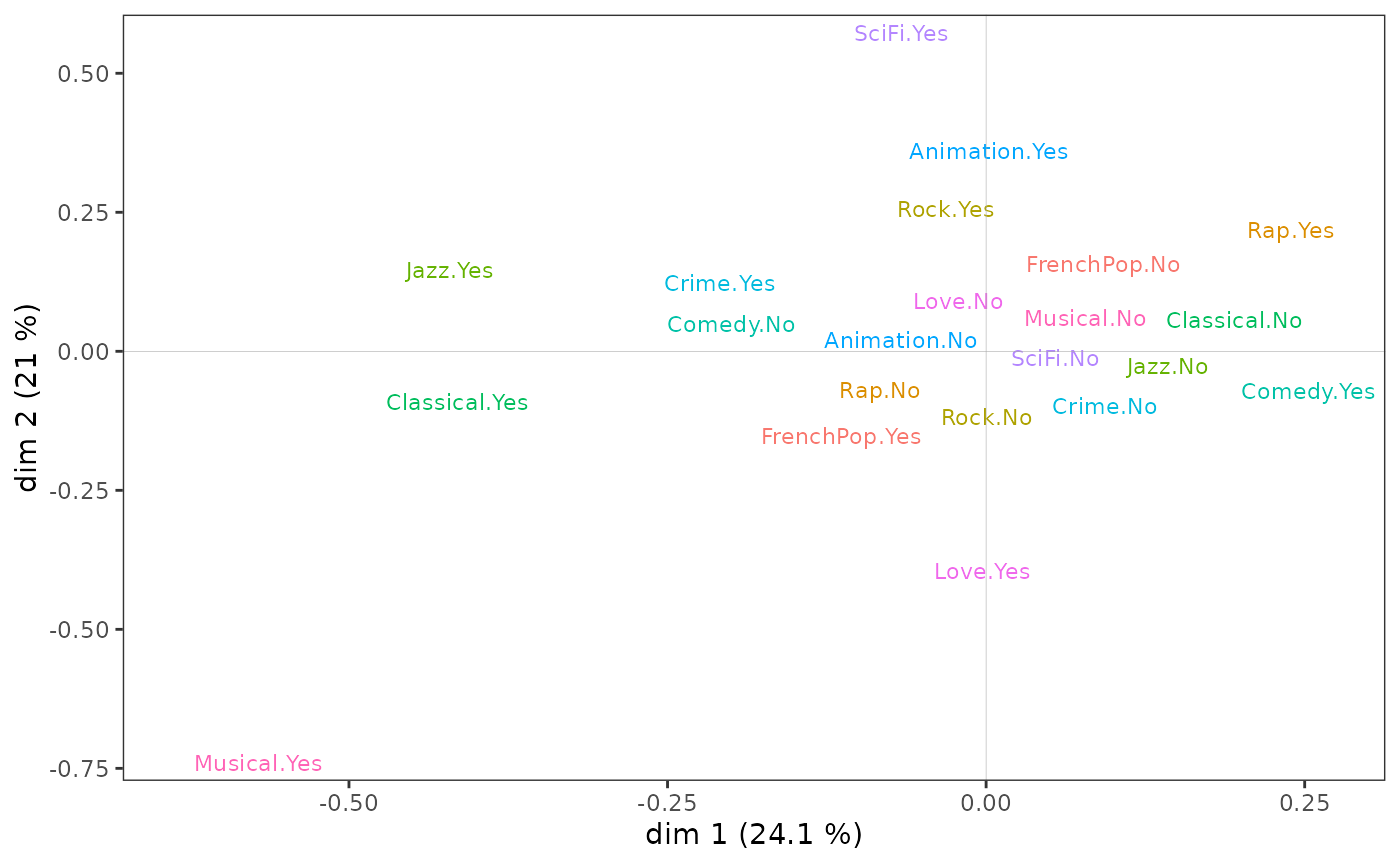 SciFi.Yes
0.50
Animation.Yes
Rock.Yes
0.25
Rap.Yes
FrenchPop.No
Jazz.Yes
Crime.Yes
Love.No
Musical.No
Classical.No
Comedy.No
Animation.No
0.00
SciFi.No
Jazz.No
Rap.No
Comedy.Yes
Classical.Yes
Crime.No
Rock.No
FrenchPop.Yes
dim 2 (21 %)
-0.25
Love.Yes
-0.50
Musical.Yes
-0.75
-0.50 -0.25 0.00 0.25
dim 1 (24.1 %)